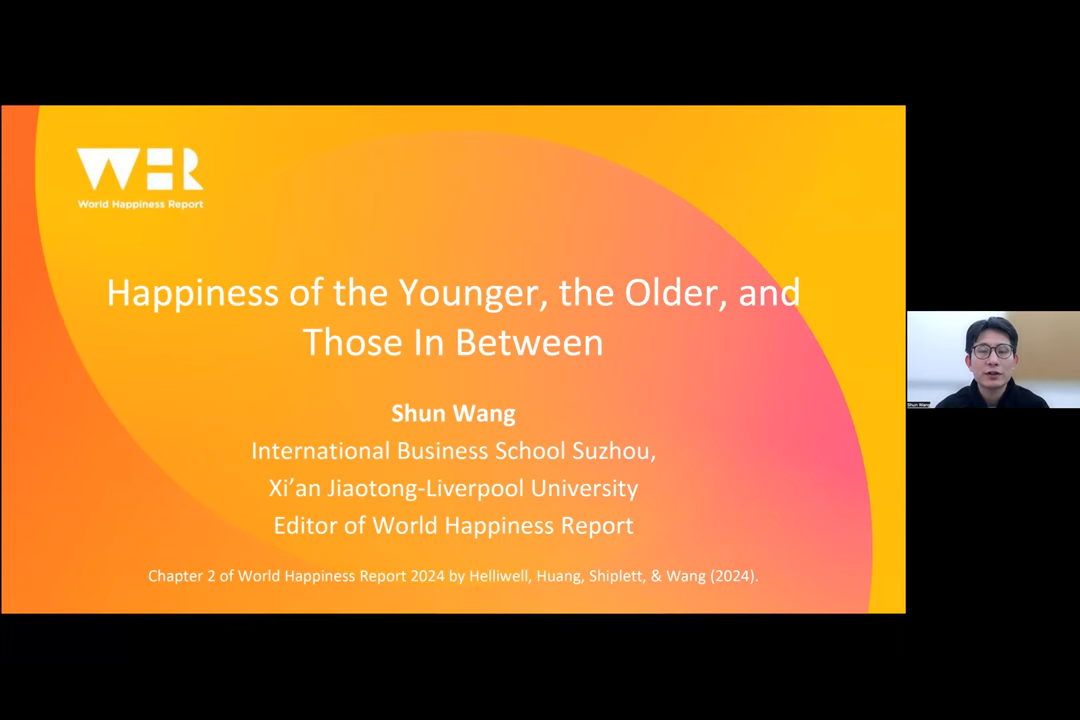 WHR
World Happiness Report
Happiness of the Younger, the Older, and
Those In Between
Shun Wang
International Business School Suzhou,
Xi’an Jiaotong-Liverpool University
Editor of World Happiness Report
Chapter 2 of World Happiness Report 2024 by Helliwell, Huang, Shiplett, & Wang (2024).
Shun Wang